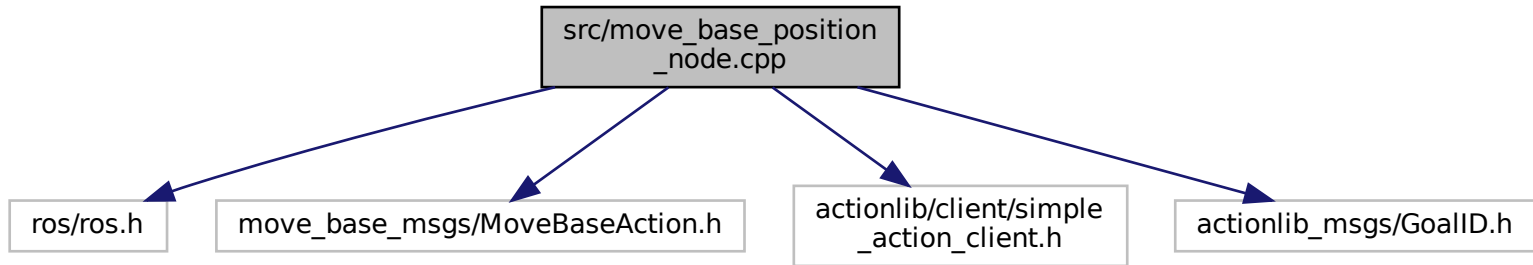 src/move_base_position
_node.cpp
ros/ros.h
move_base_msgs/MoveBaseAction.h
actionlib/client/simple
_action_client.h
actionlib_msgs/GoalID.h